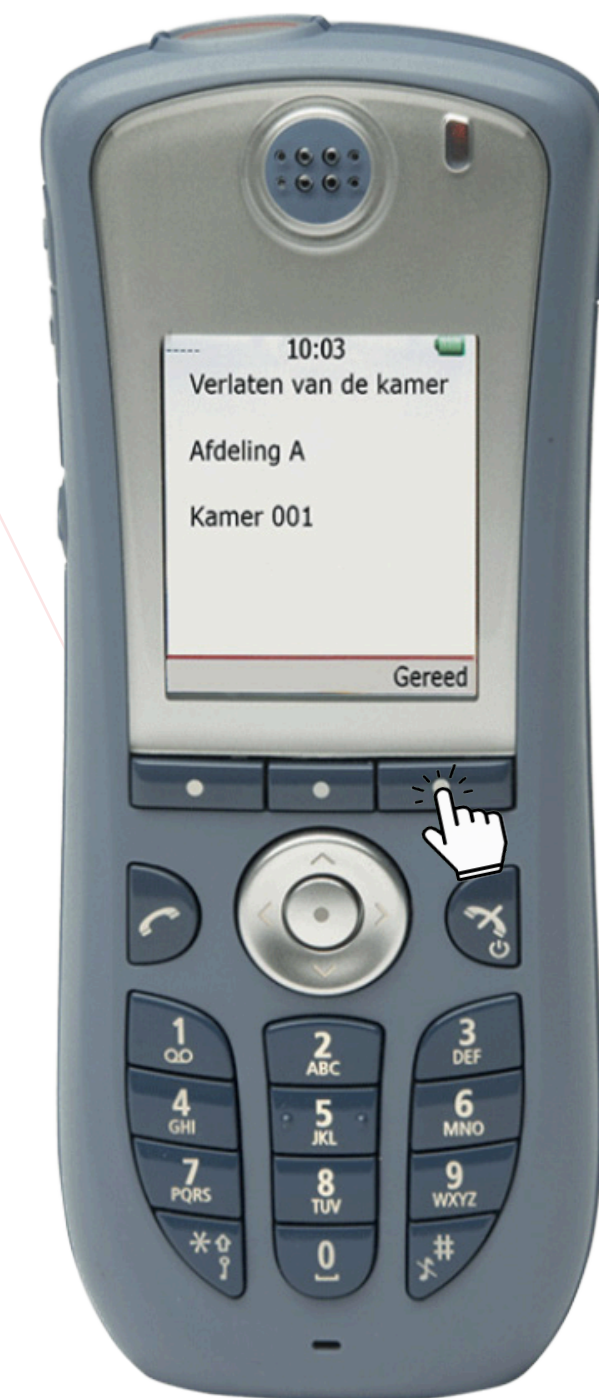 10:03
Verlaten van de kamer
Afdeling A
Kamer 001
Gereed
1
2 ABC
3 DEF
4 GHI
5 JKL
6 MNO
7 PQRS
8 TUV
9 WXYZ
*
0
#